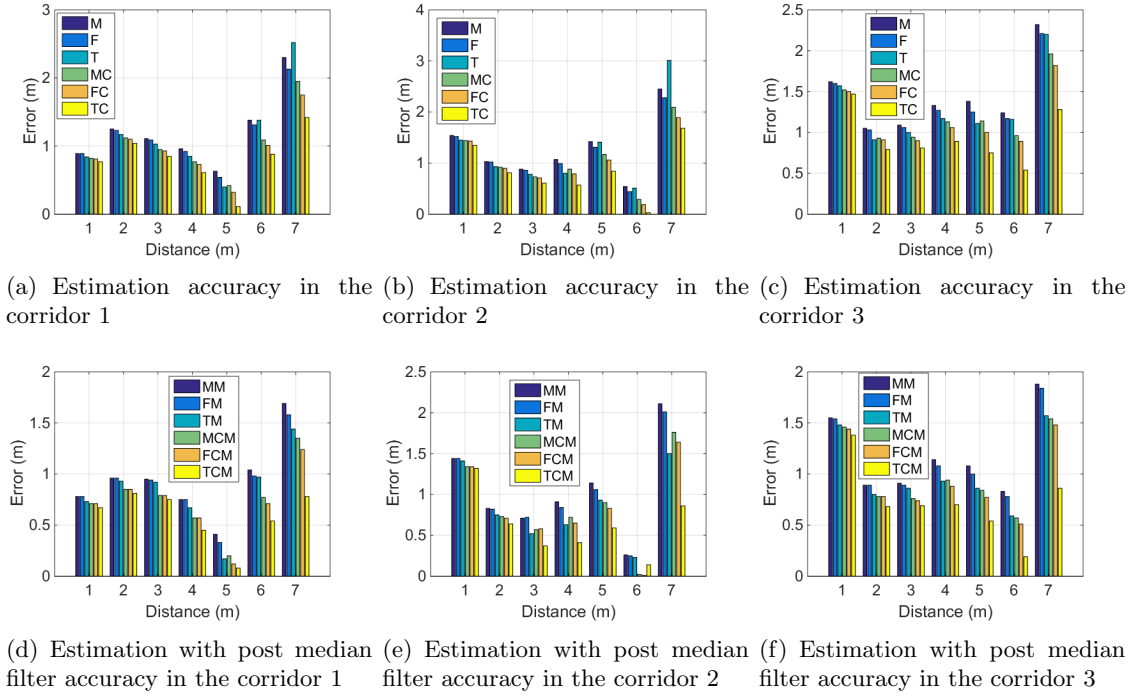 M
F
T
MC
FC
TC
3
2
1
0
Error (m)
1 2 3 4 5 6 7
Distance (m)
(a) Estimation accuracy in the
corridor 1
M
F
T
MC
FC
TC
4
3
2
1
0
Error (m)
1 2 3 4 5 6 7
Distance (m)
(b) Estimation accuracy in the
corridor 2
M
F
T
MC
FC
TC
2.5
2
1.5
1
0.5
0
Error (m)
1 2 3 4 5 6 7
Distance (m)
(c) Estimation accuracy in the
corridor 3
MM
FM
TM
MCM
FCM
TCM
2
1.5
1
0.5
0
Error (m)
1 2 3 4 5 6 7
Distance (m)
(d) Estimation with post median
filter accuracy in the corridor 1
MM
FM
TM
MCM
FCM
TCM
2.5
2
1.5
1
0.5
0
Error (m)
1 2 3 4 5 6 7
Distance (m)
(e) Estimation with post median
filter accuracy in the corridor 2
MM
FM
TM
MCM
FCM
TCM
2
1.5
1
0.5
0
Error (m)
1 2 3 4 5 6 7
Distance (m)
(f) Estimation with post median
filter accuracy in the corridor 3